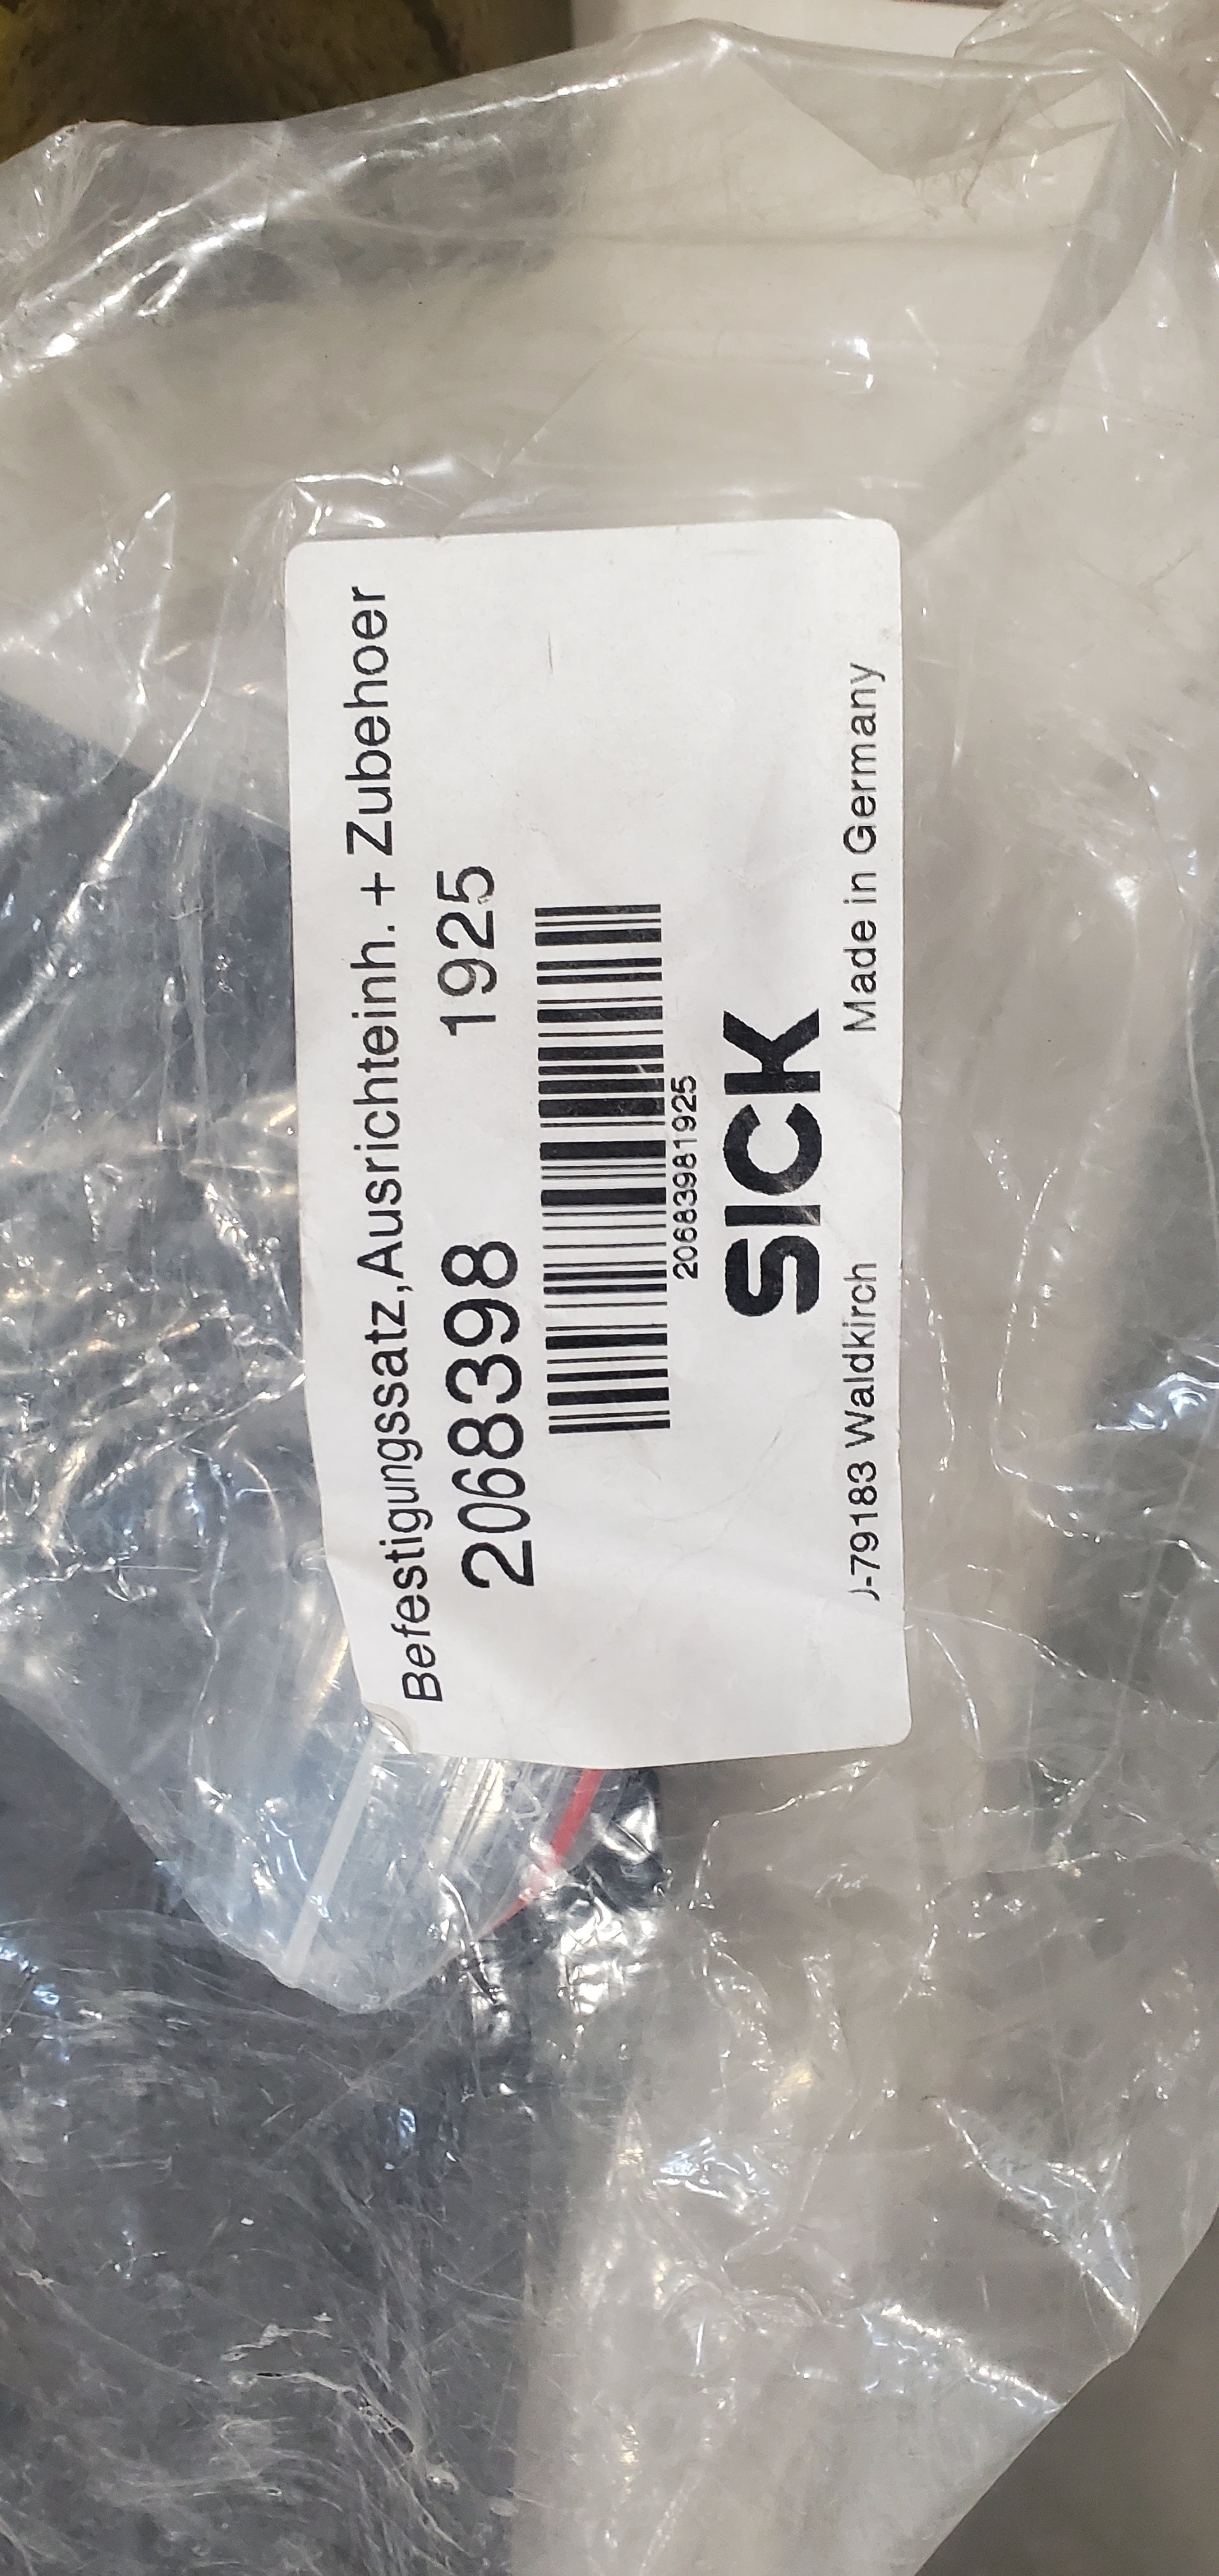 Befestigungssatz,Ausrichteinh. + Zubehoer
2068398 1925
20683981925
SICK
J-79183 Waldkirch Made in Germany